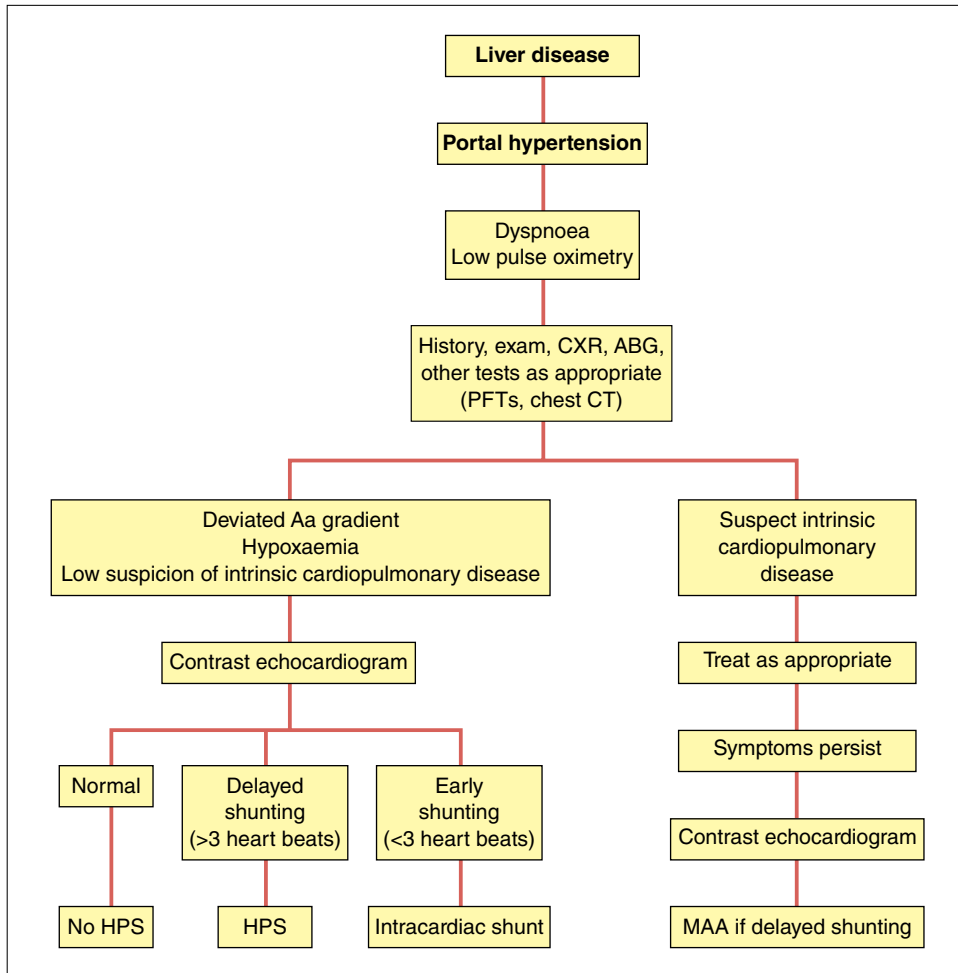 Liver disease
Portal hypertension
Dyspnoea
Low pulse oximetry
History, exam, CXR, ABG,
other tests as appropriate
(PFTs, chest CT)
Deviated Aa gradient
Hypoxaemia
Low suspicion of intrinsic cardiopulmonary disease
Suspect intrinsic
cardiopulmonary
disease
Contrast echocardiogram
Treat as appropriate
Normal
Delayed
shunting
(>3 heart beats)
Early
shunting
(<3 heart beats)
Symptoms persist
Contrast echocardiogram
No HPS
HPS
Intracardiac shunt
MAA if delayed shunting